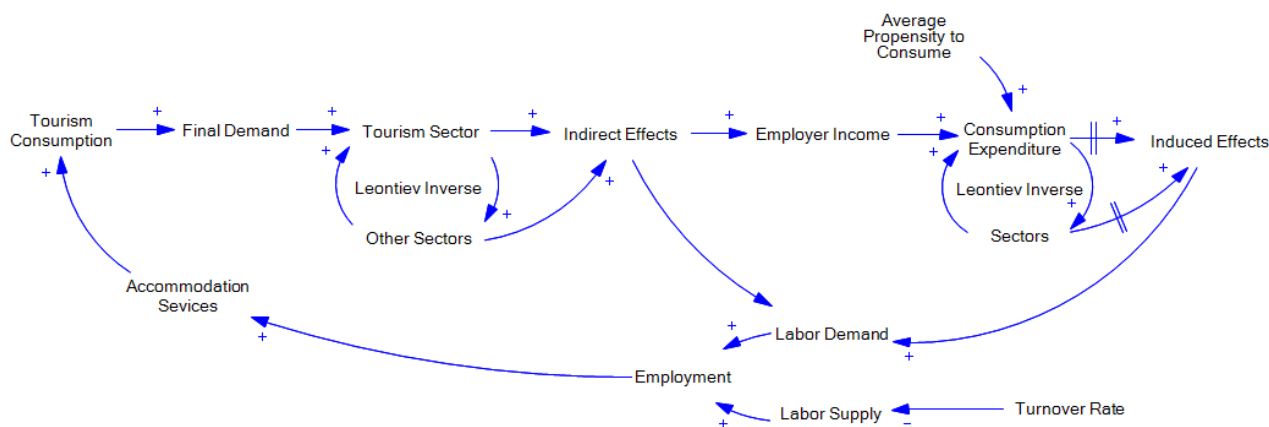 Average
Propensity to
Consume
Tourism
Consumption
Final Demand
Tourism Sector
Indirect Effects
Employer Income
Consumption
Expenditure
Induced Effects
Leontiev Inverse
Leontiev Inverse
Other Sectors
Sectors
Accommodation
Sevices
Labor Demand
Employment
Labor Supply
Turnover Rate